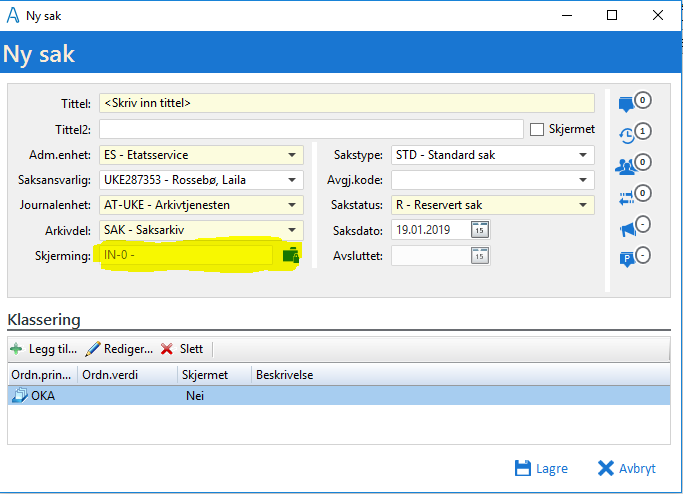 Ny sak
Ny sak
Tittel: <Skriv inn tittel>
Tittel2: Skjermet
Adm.enhet: ES - Etatsservice Sakstype: STD - Standard sak
Saksansvarlig: UKE287353 - Rossebø, Laila Avgj.kode:
Journalenhet: AT-UKE - Arkivtjenesten Sakstatus: R - Reservert sak
Arkivdel: SAK - Saksarkiv Saksdato: 19.01.2019 15
Skjerming: IN-0 - Avsluttet: 15
0
1
0
0
-
P -
Klassering
Legg til... Rediger... Slett
Ordn.prin... Ordn.verdi Skjermet Beskrivelse
OKA Nei
Lagre Avbryt